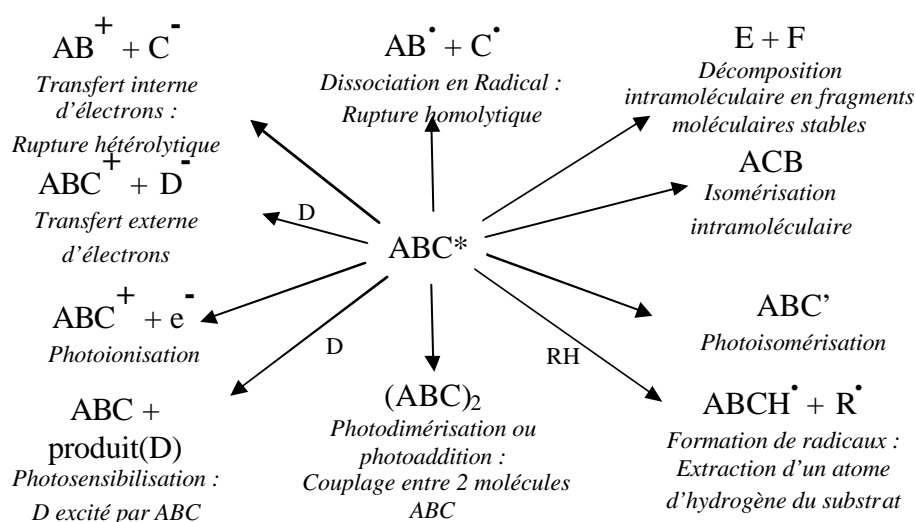 AB⁺ + C⁻
Transfert interne
d’électrons :
Rupture hétérolytique
AB• + C•
Dissociation en Radical :
Rupture homolytique
E + F
Décomposition
intramoléculaire en fragments
moléculaires stables
ABC⁺ + D⁻
Transfert externe
d’électrons
D
ABC*
ACB
Isomérisation
intramoléculaire
ABC⁺ + e⁻
Photoionisation
D
RH
ABC’
Photoisomérisation
ABC +
produit(D)
Photosensibilisation :
D excité par ABC
(ABC)₂
Photodimérisation ou
photoaddition :
Couplage entre 2 molécules
ABC
ABCH• + R•
Formation de radicaux :
Extraction d’un atome
d’hydrogène du substrat